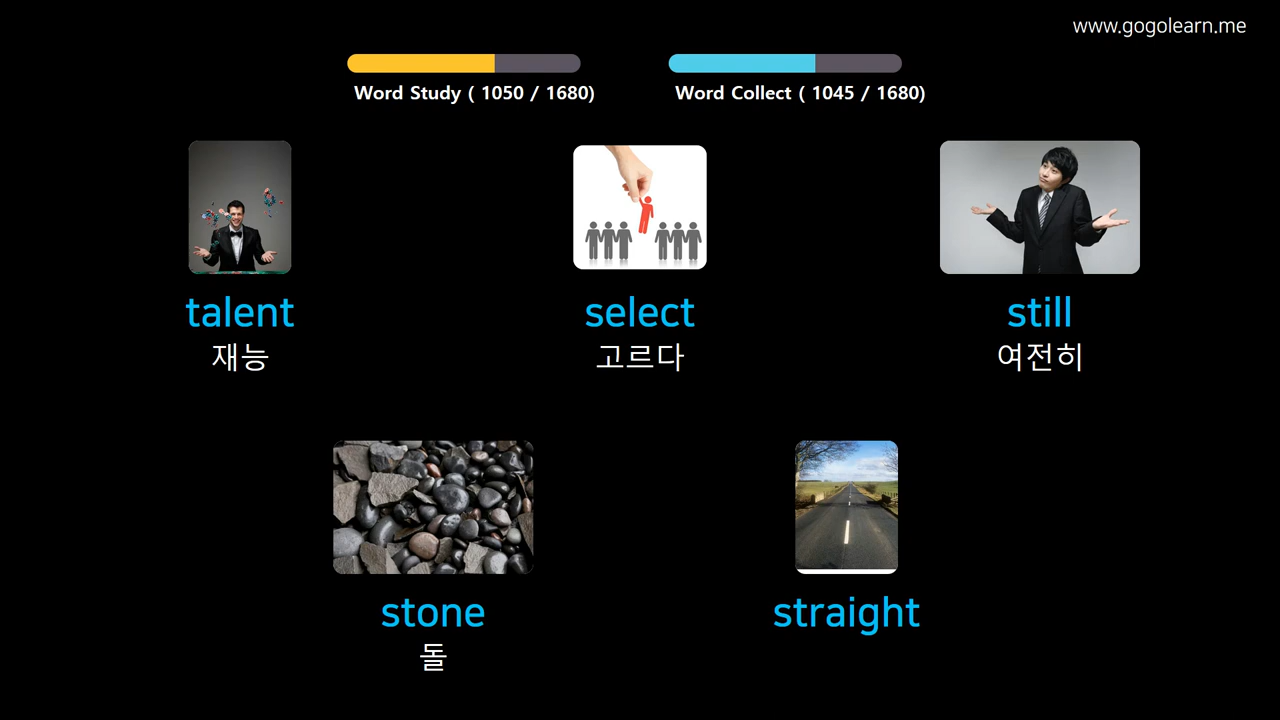 www.gogolearn.me
Word Study ( 1050 / 1680)
Word Collect ( 1045 / 1680)
talent
재능
select
고르다
still
여전히
stone
돌
straight